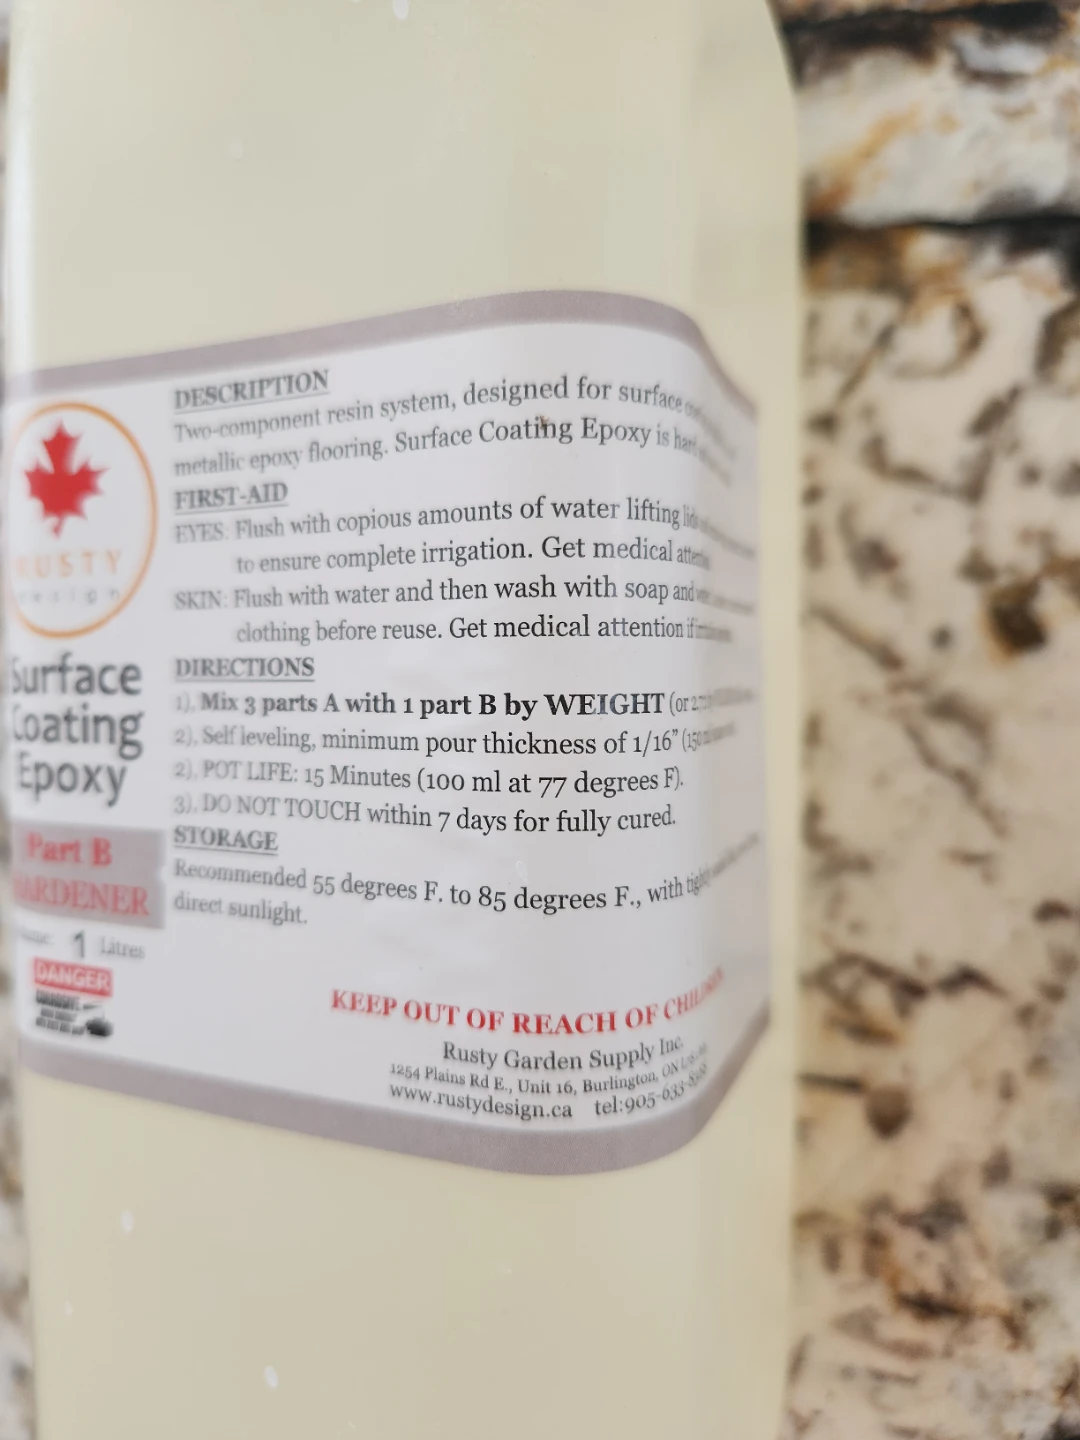 RUSTY
design
Surface
Coating
Epoxy
Part B
HARDENER
1 Litres
DANGER
DESCRIPTION
Two-component resin system, designed for surface
metallic epoxy flooring. Surface Coating Epoxy is
FIRST-AID
EYES: Flush with copious amounts of water lifting
to ensure complete irrigation. Get medical
SKIN: Flush with water and then wash with soap and
clothing before reuse. Get medical attention if
DIRECTIONS
1). Mix 3 parts A with 1 part B by WEIGHT (or
2). Self leveling, minimum pour thickness of 1/16"
2). POT LIFE: 15 Minutes (100 ml at 77 degrees F).
3). DO NOT TOUCH within 7 days for fully cured.
STORAGE
Recommended 55 degrees F. to 85 degrees F., with
direct sunlight.
KEEP OUT OF REACH OF
Rusty Garden Supply Inc.
1254 Plains Rd E., Unit 16, Burlington, ON
www.rustydesign.ca tel:905-633-